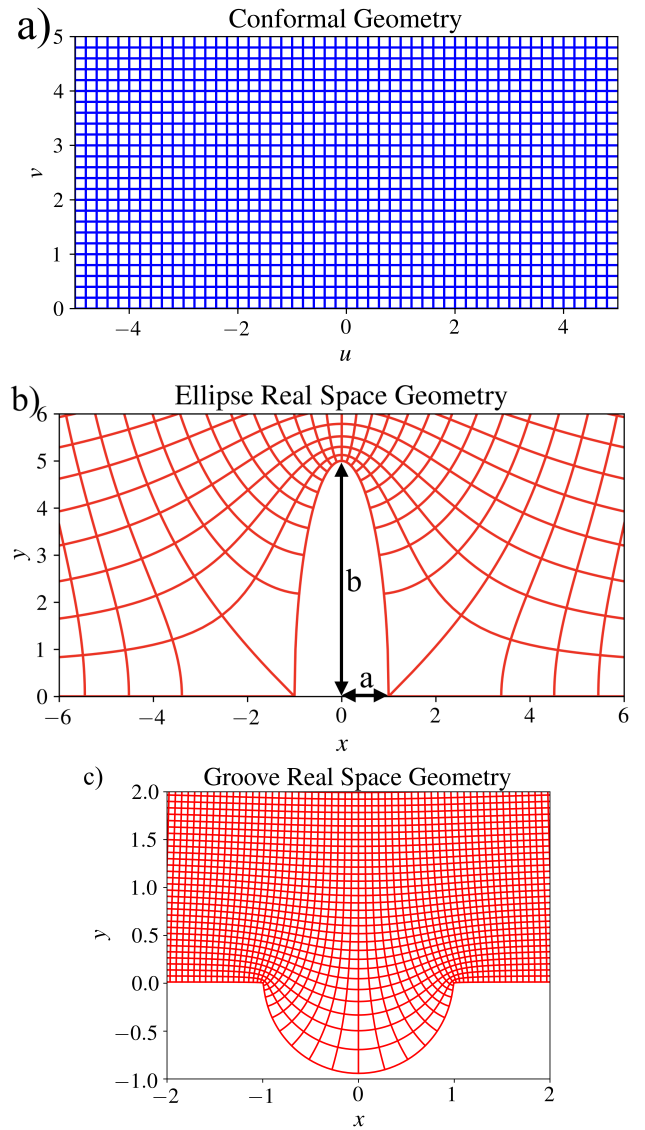 a) Conformal Geometry
5
4
3
2
1
0
v
−4 −2 0 2 4
u
b) Ellipse Real Space Geometry
6
5
4
3
2
1
0
y
b
a
−6 −4 −2 0 2 4 6
x
c) Groove Real Space Geometry
2.0
1.5
1.0
0.5
0.0
−0.5
−1.0
y
−2 −1 0 1 2
x